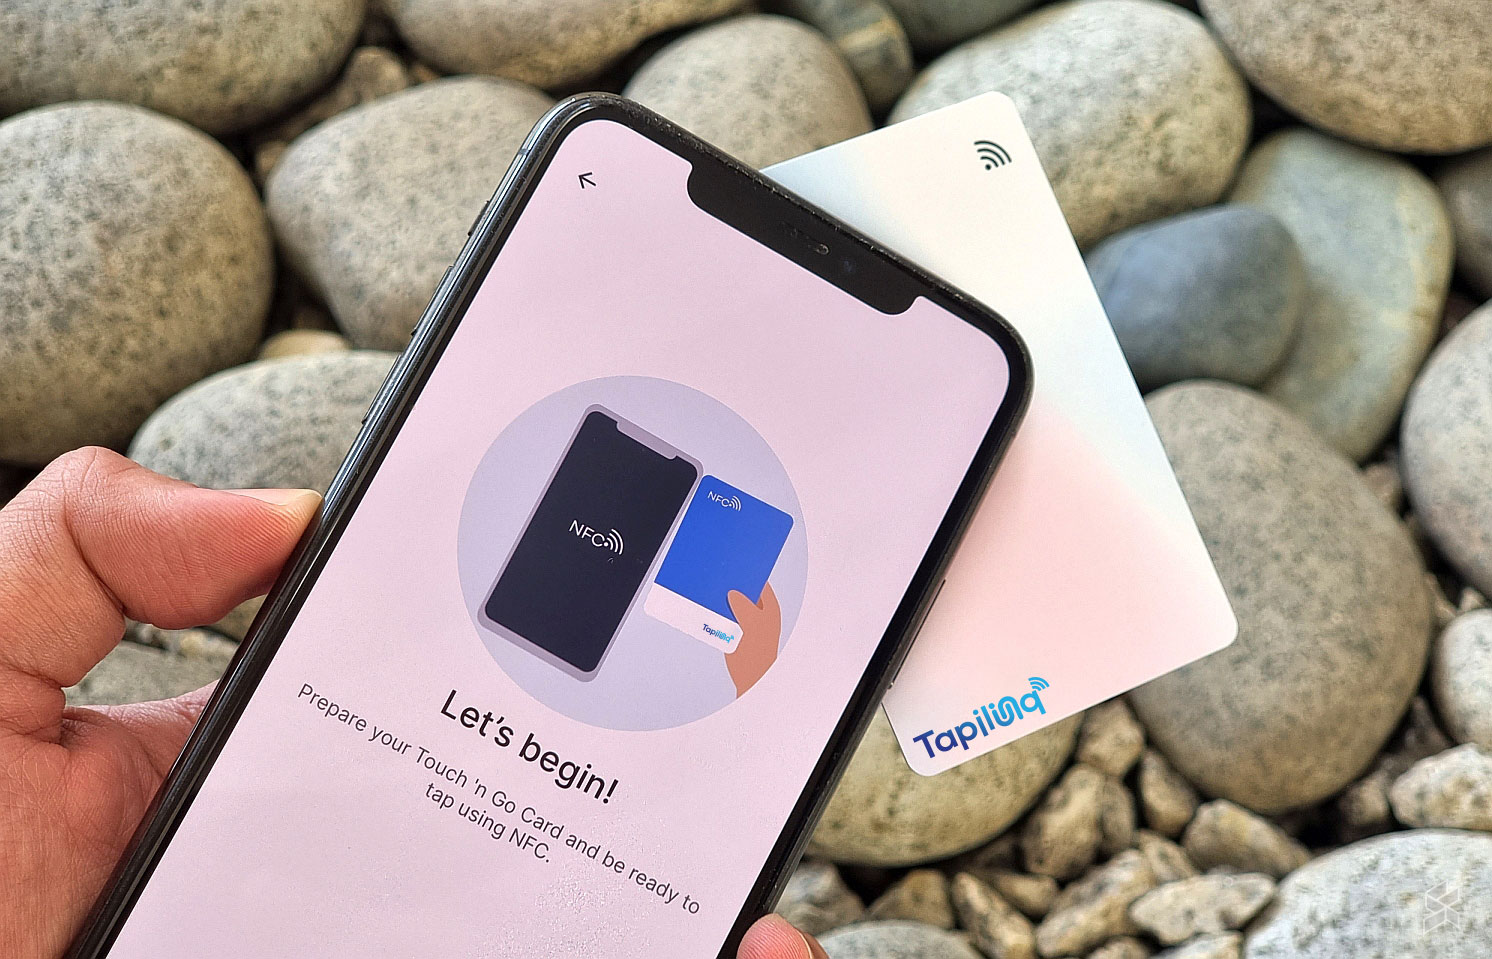 NFC
NFC
Tapilinq
Let's begin!
Prepare your Touch 'n Go Card and be ready to
tap using NFC.
Tapilinq